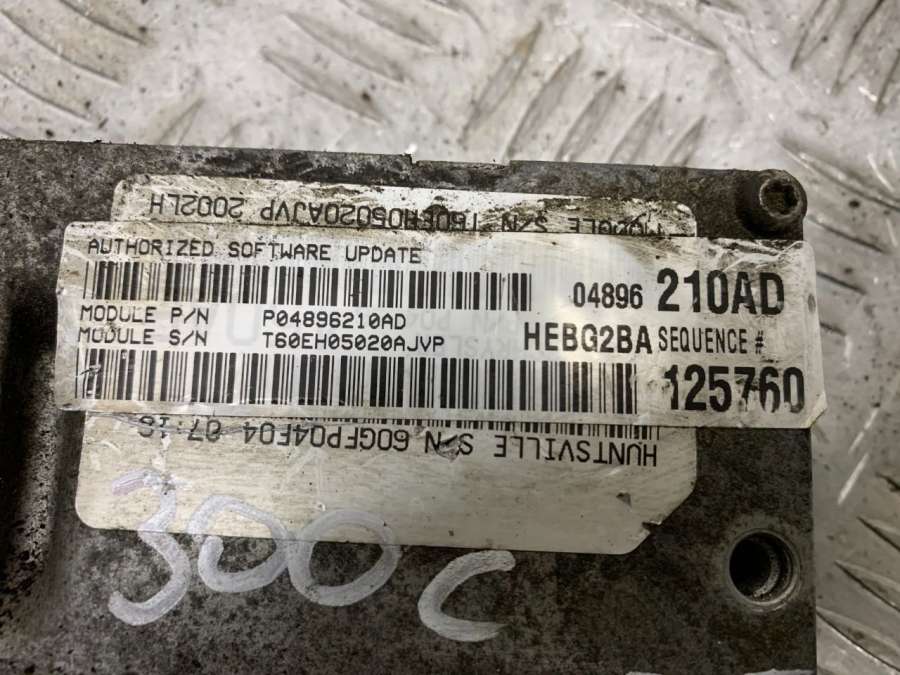 MODULE S/N T60EH05020AJVP 2002LH
AUTHORIZED SOFTWARE UPDATE
04896 210AD
MODULE P/N P04896210AD
MODULE S/N T60EH05020AJVP
HEBG2BA SEQUENCE #
125760
HUNTSVILLE S/N 60GFP04F04 07:16
300C